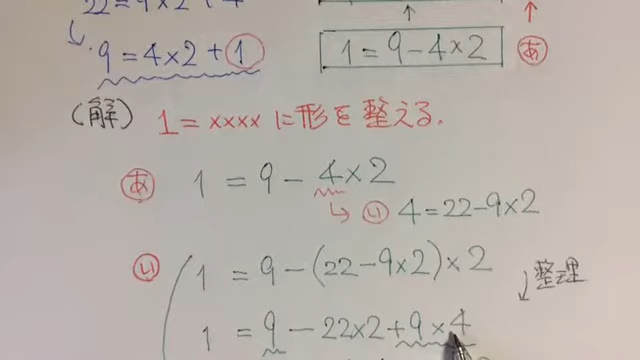 22=9×2+4
9=4×2+1
1=9-4×2 あ
(解) 1=xxxx に形を整える.
あ 1=9-4×2
い 4=22-9×2
い 1=9-(22-9×2)×2
整理
1=9-22×2+9×4